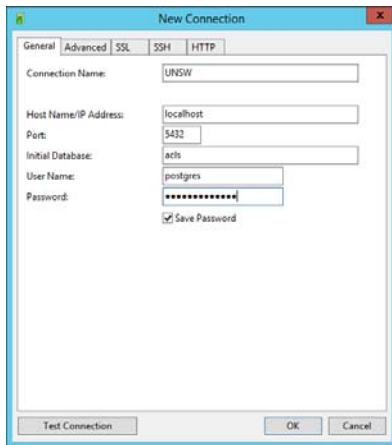 New Connection
x
General Advanced SSL SSH HTTP
Connection Name: UNSW
Host Name/IP Address: localhost
Port: 5432
Initial Database: acls
User Name: postgres
Password: •••••••••••••
Save Password
Test Connection OK Cancel